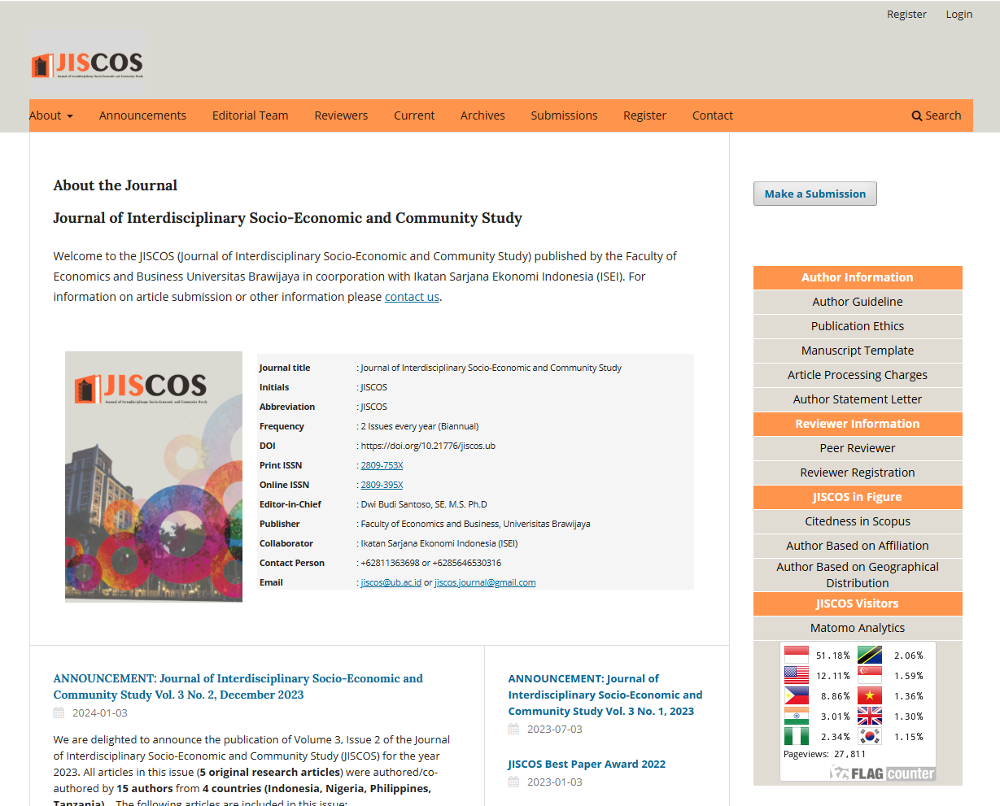 Register Login
JISCOS
Journal of Interdisciplinary Socio-Economic and Community Study
About Announcements Editorial Team Reviewers Current Archives Submissions Register Contact Search
About the Journal
Journal of Interdisciplinary Socio-Economic and Community Study
Welcome to the JISCOS (Journal of Interdisciplinary Socio-Economic and Community Study) published by the Faculty of
Economics and Business Universitas Brawijaya in coorporation with Ikatan Sarjana Ekonomi Indonesia (ISEI). For
information on article submission or other information please contact us.
JISCOS
Journal of Interdisciplinary Socio-Economic and Community Study
Journal title : Journal of Interdisciplinary Socio-Economic and Community Study
Initials : JISCOS
Abbreviation : JISCOS
Frequency : 2 Issues every year (Biannual)
DOI : https://doi.org/10.21776/jiscos.ub
Print ISSN : 2809-753X
Online ISSN : 2809-395X
Editor-in-Chief : Dwi Budi Santoso, SE. M.S. Ph.D
Publisher : Faculty of Economics and Business, Univerisitas Brawijaya
Collaborator : Ikatan Sarjana Ekonomi Indonesia (ISEI)
Contact Person : +62811363698 or +6285646530316
Email : jiscos@ub.ac.id or jiscos.journal@gmail.com
ANNOUNCEMENT: Journal of Interdisciplinary Socio-Economic and
Community Study Vol. 3 No. 2, December 2023
2024-01-03
We are delighted to announce the publication of Volume 3, Issue 2 of the Journal
of Interdisciplinary Socio-Economic and Community Study (JISCOS) for the year
2023. All articles in this issue (5 original research articles) were authored/co-
authored by 15 authors from 4 countries (Indonesia, Nigeria, Philippines,
Tanzania). The following articles are included in this issue:
ANNOUNCEMENT: Journal of
Interdisciplinary Socio-Economic and
Community Study Vol. 3 No. 1, 2023
2023-07-03
JISCOS Best Paper Award 2022
2023-01-03
Make a Submission
Author Information
Author Guideline
Publication Ethics
Manuscript Template
Article Processing Charges
Author Statement Letter
Reviewer Information
Peer Reviewer
Reviewer Registration
JISCOS in Figure
Citedness in Scopus
Author Based on Affiliation
Author Based on Geographical
Distribution
JISCOS Visitors
Matomo Analytics
51.18% 2.06%
12.11% 1.59%
8.86% 1.36%
3.01% 1.30%
2.34% 1.15%
Pageviews: 27,811
FLAG counter